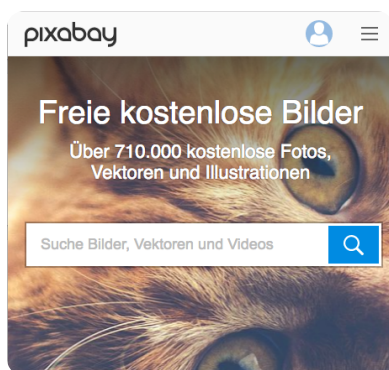 pixabay
Freie kostenlose Bilder
Über 710.000 kostenlose Fotos,
Vektoren und Illustrationen
Suche Bilder, Vektoren und Videos